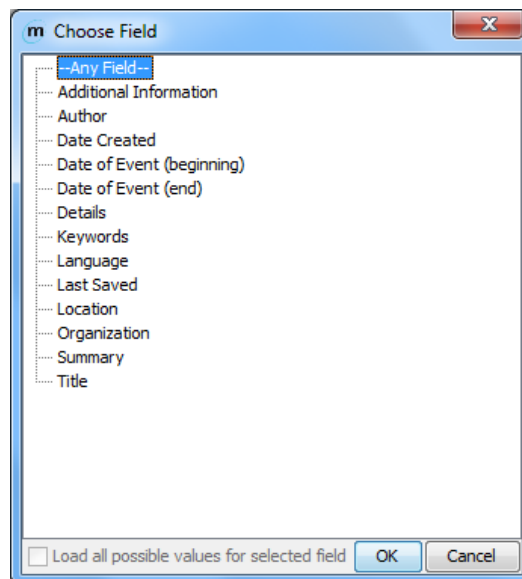 m Choose Field
--Any Field--
Additional Information
Author
Date Created
Date of Event (beginning)
Date of Event (end)
Details
Keywords
Language
Last Saved
Location
Organization
Summary
Title
Load all possible values for selected field OK Cancel